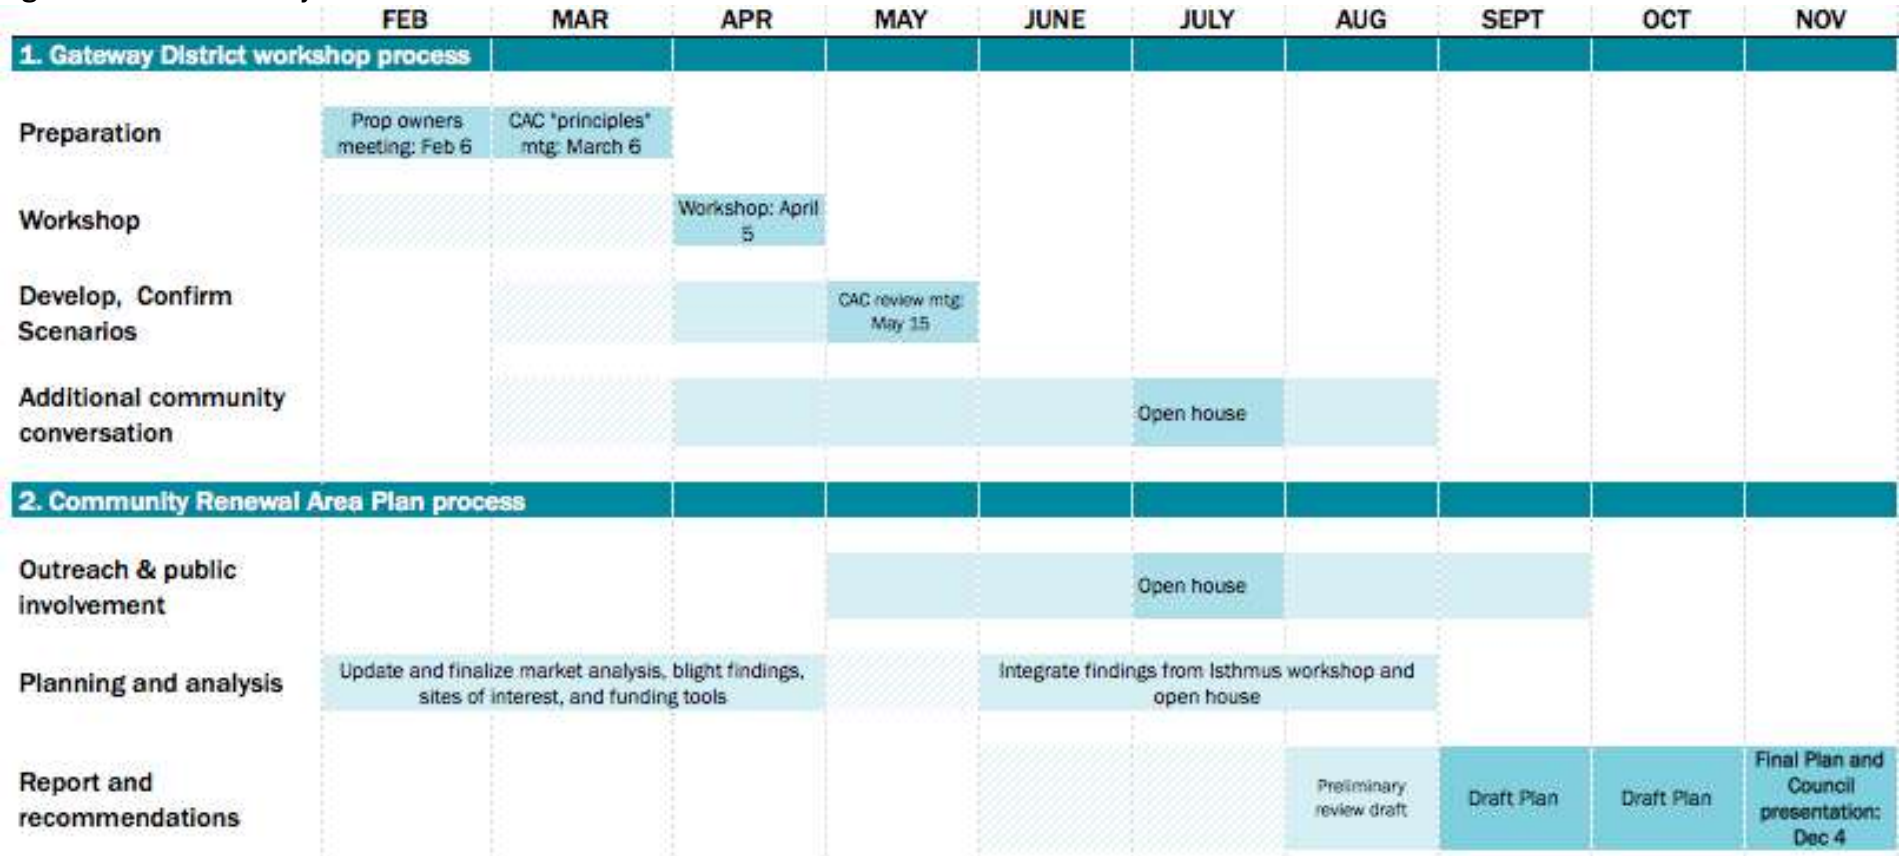 FEB MAR APR MAY JUNE JULY AUG SEPT OCT NOV
1. Gateway District workshop process
Preparation
Prop owners
meeting: Feb 6
CAC "principles"
mtg: March 6
Workshop
Workshop: April
5
Develop, Confirm
Scenarios
CAC review mtg:
May 15
Additional community
conversation
Open house
2. Community Renewal Area Plan process
Outreach & public
involvement
Open house
Planning and analysis
Update and finalize market analysis, blight findings,
sites of interest, and funding tools
Integrate findings from Isthmus workshop and
open house
Report and
recommendations
Preliminary
review draft
Draft Plan
Draft Plan
Final Plan and
Council
presentation:
Dec 4